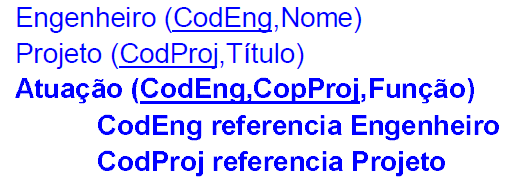 Engenheiro (CodEng,Nome)
Projeto (CodProj,Título)
Atuação (CodEng,CopProj,Função)
CodEng referencia Engenheiro
CodProj referencia Projeto